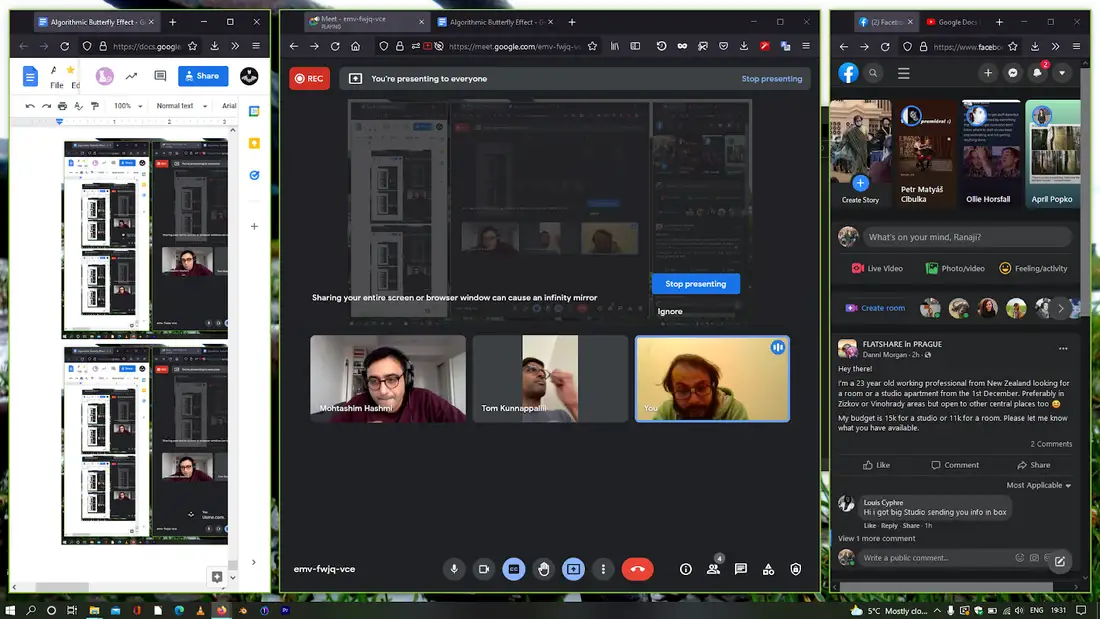 Algorithmic Butterfly Effect - G
https://docs.google
File
Ed
Share
100%
Normal text
Arial
1
2
Meet - emv-fwjq-vce
PLAYING
Algorithmic Butterfly Effect - G
https://meet.google.com/emv-fwjq-vce
REC
You're presenting to everyone
Stop presenting
Sharing your entire screen or browser window can cause an infinity mirror
Stop presenting
Ignore
Mohtashim Hashmi
Tom Kunnappallil
You
emv-fwjq-vce
4
(2) Facebook
YouTube Google Docs
https://www.facebo
2
Create Story
Petr Matyáš
Cibulka
Ollie Horsfall
April Popko
What's on your mind, Ranaji?
Live Video
Photo/video
Feeling/activity
Create room
FLATSHARE in PRAGUE
Danni Morgan · 2h ·
Hey there!
I'm a 23 year old working professional from New Zealand looking for
a room or a studio apartment from the 1st December. Preferably in
Zizkov or Vinohrady areas but open to other central places too 😄
My budget is 15k for a studio or 11k for a room. Please let me know
what you have available.
2 Comments
Like
Comment
Share
Most Applicable
Louis Cyphre
Hi i got big Studio sending you info in box
Like · Reply · Share · 1h
View 1 more comment
Write a public comment...
5°C Mostly clo...
ENG
19:31